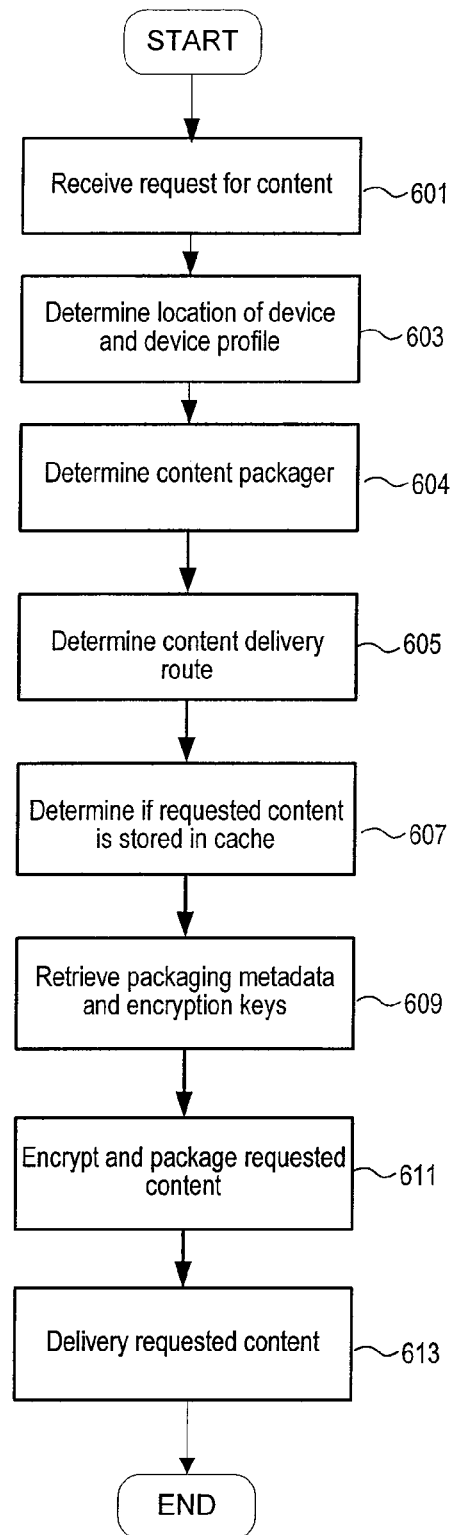 START
Receive request for content
601
Determine location of device
and device profile
603
Determine content packager
604
Determine content delivery
route
605
Determine if requested content
is stored in cache
607
Retrieve packaging metadata
and encryption keys
609
Encrypt and package requested
content
611
Delivery requested content
613
END